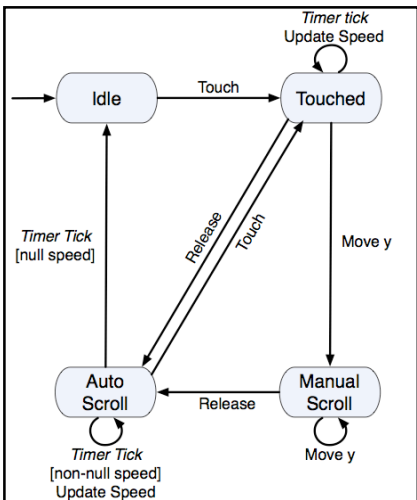 Timer tick
Update Speed
Idle
Touch
Touched
Release
Touch
Timer Tick
[null speed]
Move y
Auto
Scroll
Release
Manual
Scroll
Timer Tick
[non-null speed]
Update Speed
Move y